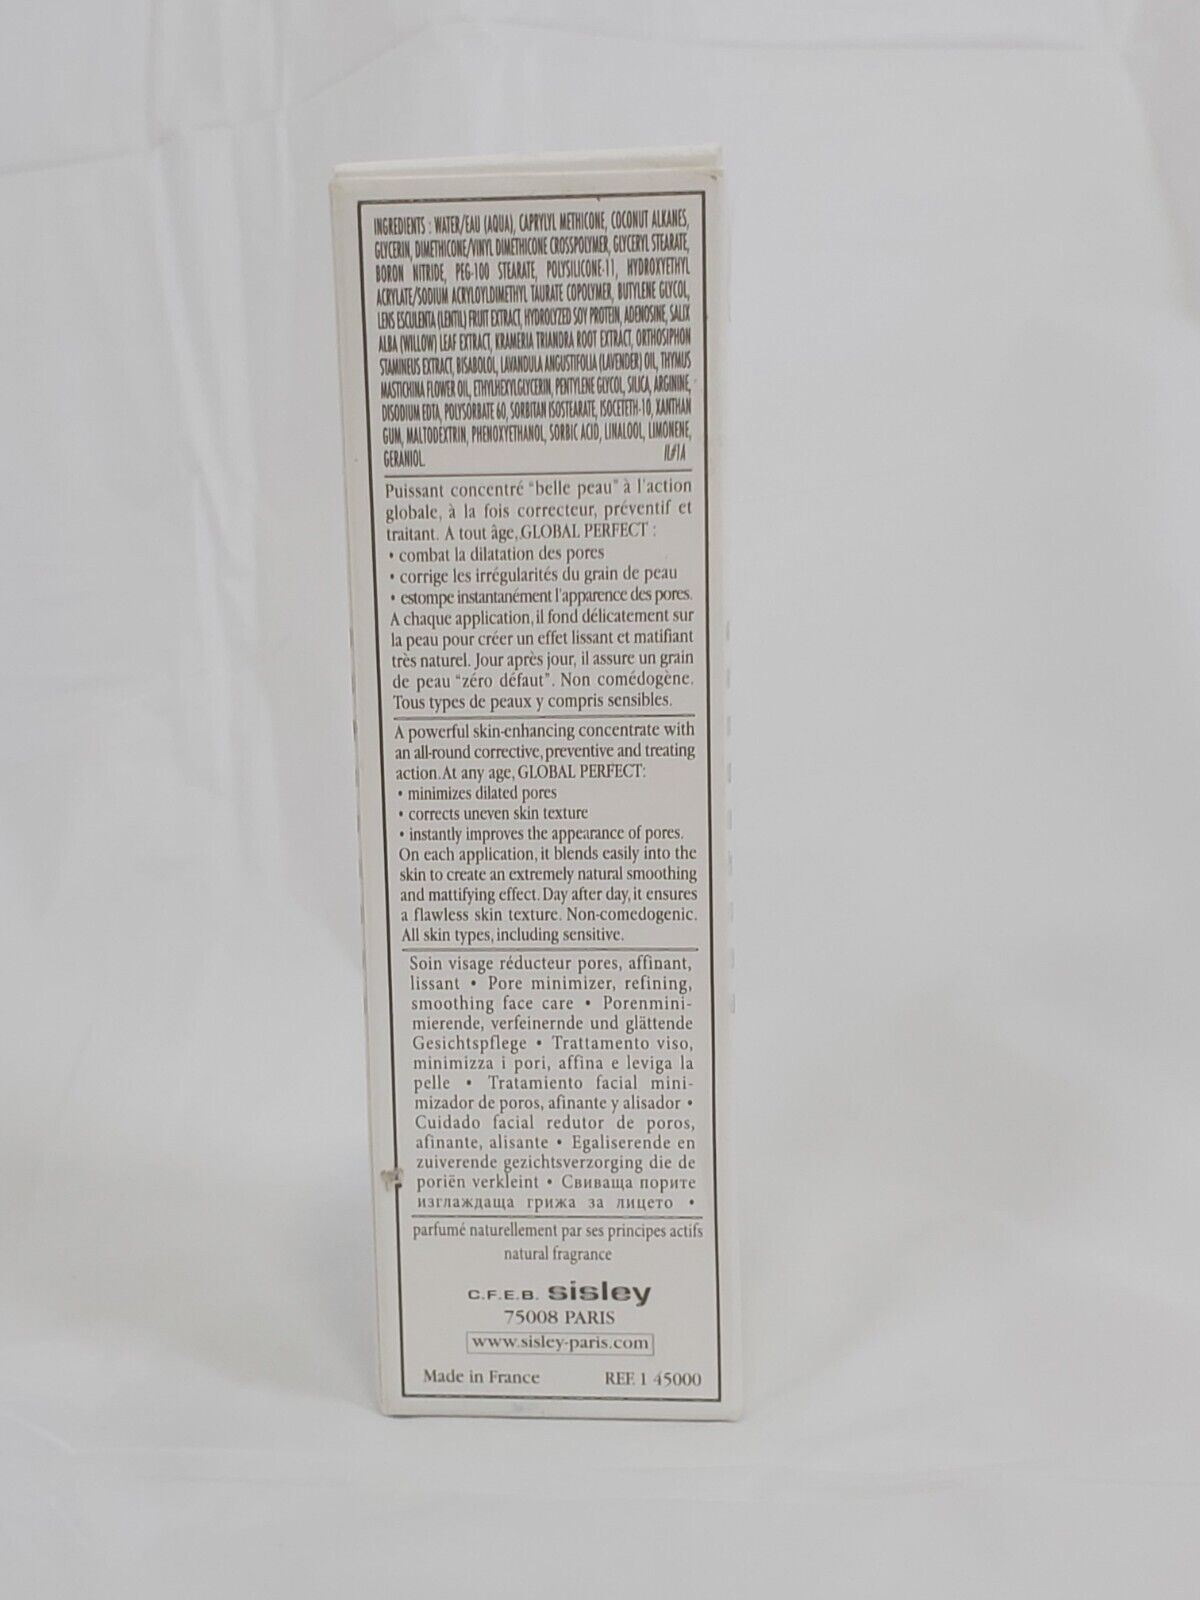 INGREDIENTS : WATER/EAU (AQUA), CAPRYLYL METHICONE, COCONUT ALKANES,
GLYCERIN, DIMETHICONE/VINYL DIMETHICONE CROSSPOLYMER, GLYCERYL STEARATE,
BORON NITRIDE, PEG-100 STEARATE, POLYSILICONE-11, HYDROXYETHYL
ACRYLATE/SODIUM ACRYLOYLDIMETHYL TAURATE COPOLYMER, BUTYLENE GLYCOL,
LENS ESCULENTA (LENTIL) FRUIT EXTRACT, HYDROLYZED SOY PROTEIN, ADENOSINE, SALIX
ALBA (WILLOW) LEAF EXTRACT, KRAMERIA TRIANDRA ROOT EXTRACT, ORTHOSIPHON
STAMINEUS EXTRACT, BISABOLOL, LAVANDULA ANGUSTIFOLIA (LAVENDER) OIL, THYMUS
MASTICHINA FLOWER OIL, ETHYLHEXYLGLYCERIN, PENTYLENE GLYCOL, SILICA, ARGININE,
DISODIUM EDTA, POLYSORBATE 60, SORBITAN ISOSTEARATE, ISOCETETH-10, XANTHAN
GUM, MALTODEXTRIN, PHENOXYETHANOL, SORBIC ACID, LINALOOL, LIMONENE,
GERANIOL. IL#1A
Puissant concentré "belle peau" à l'action
globale, à la fois correcteur, préventif et
traitant. A tout âge, GLOBAL PERFECT :
• combat la dilatation des pores
• corrige les irrégularités du grain de peau
• estompe instantanément l'apparence des pores.
A chaque application, il fond délicatement sur
la peau pour créer un effet lissant et matifiant
très naturel. Jour après jour, il assure un grain
de peau "zéro défaut". Non comédogène.
Tous types de peaux y compris sensibles.
A powerful skin-enhancing concentrate with
an all-round corrective, preventive and treating
action. At any age, GLOBAL PERFECT:
• minimizes dilated pores
• corrects uneven skin texture
• instantly improves the appearance of pores.
On each application, it blends easily into the
skin to create an extremely natural smoothing
and mattifying effect. Day after day, it ensures
a flawless skin texture. Non-comedogenic.
All skin types, including sensitive.
Soin visage réducteur pores, affinant,
lissant • Pore minimizer, refining,
smoothing face care • Porenmini-
mierende, verfeinernde und glättende
Gesichtspflege • Trattamento viso,
minimizza i pori, affina e leviga la
pelle • Tratamiento facial mini-
mizador de poros, afinante y alisador •
Cuidado facial redutor de poros,
afinante, alisante • Egaliserende en
zuiverende gezichtsverzorging die de
poriën verkleint • Свиваща порите
изглаждаща грижа за лицето •
parfumé naturellement par ses principes actifs
natural fragrance
C.F.E.B. sisley
75008 PARIS
www.sisley-paris.com
Made in France REF. 1 45000